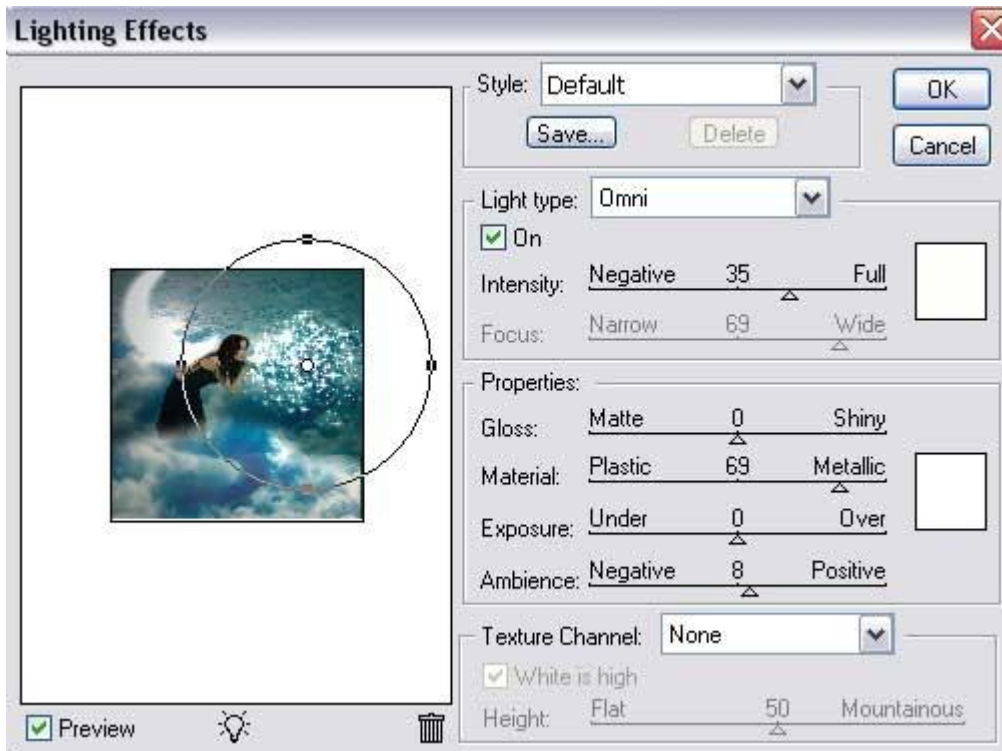 Lighting Effects
Style: Default
OK
Save... Delete
Cancel
Light type: Omni
On
Intensity: Negative 35 Full
Focus: Narrow 69 Wide
Properties:
Gloss: Matte 0 Shiny
Material: Plastic 69 Metallic
Exposure: Under 0 Over
Ambience: Negative 8 Positive
Texture Channel: None
White is high
Height: Flat 50 Mountainous
Preview